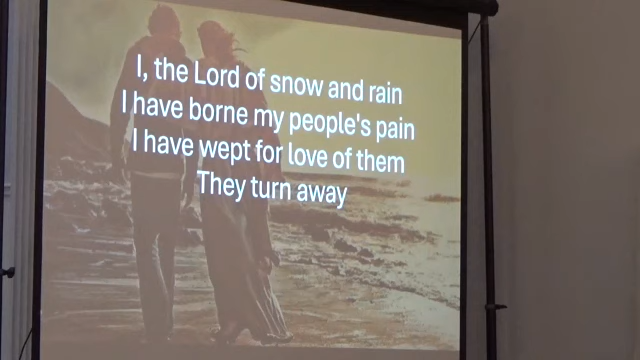 I, the Lord of snow and rain
I have borne my people's pain
I have wept for love of them
They turn away